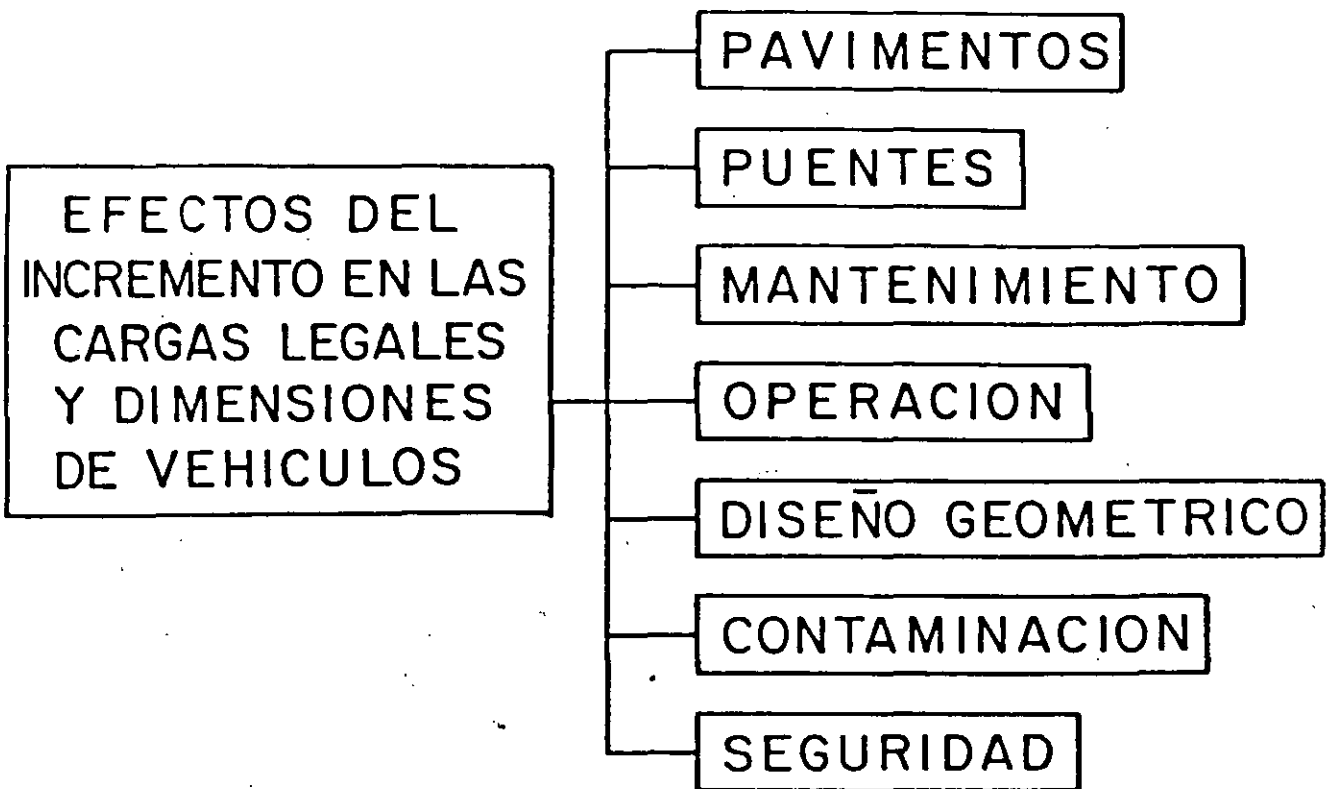 EFECTOS DEL
INCREMENTO EN LAS
CARGAS LEGALES
Y DIMENSIONES
DE VEHICULOS
PAVIMENTOS
PUENTES
MANTENIMIENTO
OPERACION
DISEÑO GEOMETRICO
CONTAMINACION
SEGURIDAD